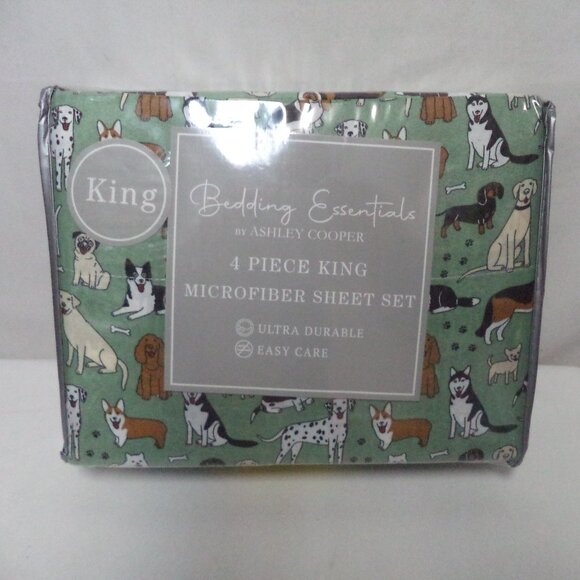 King
Bedding Essentials
BY ASHLEY COOPER
4 PIECE KING
MICROFIBER SHEET SET
ULTRA DURABLE
EASY CARE